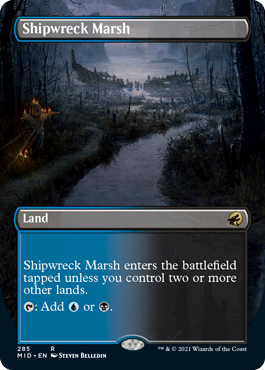 Shipwreck Marsh
Land
Shipwreck Marsh enters the battlefield
tapped unless you control two or more
other lands.
: Add or .
285 R
MID • EN Steven Belledin ™ & © 2021 Wizards of the Coast